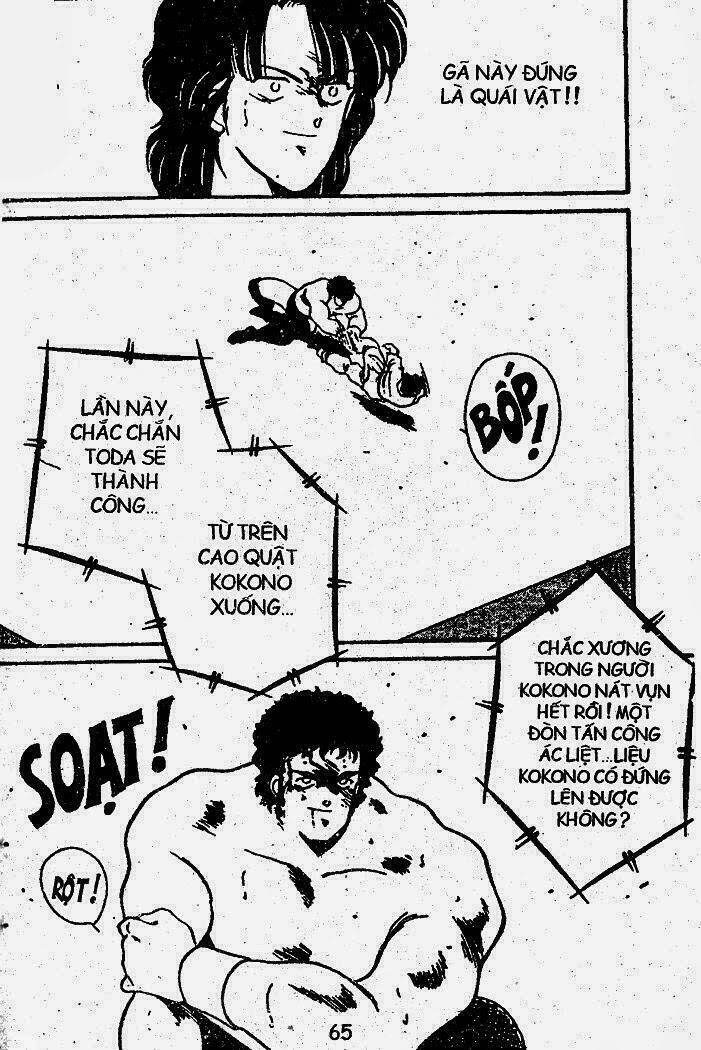 GÃ NÀY ĐÚNG
LÀ QUÁI VẬT!!
BỐP!
LẦN NÀY,
CHẮC CHẮN
TODA SẼ
THÀNH
CÔNG...
TỪ TRÊN
CAO QUẬT
KOKONO
XUỐNG...
CHẮC XƯƠNG
TRONG NGƯỜI
KOKONO NÁT VỤN
HẾT RỒI! MỘT
ĐÒN TẤN CÔNG
ÁC LIỆT...LIỆU
KOKONO CÓ ĐỨNG
LÊN ĐƯỢC
KHÔNG?
SOẠT!
RỘT!
65